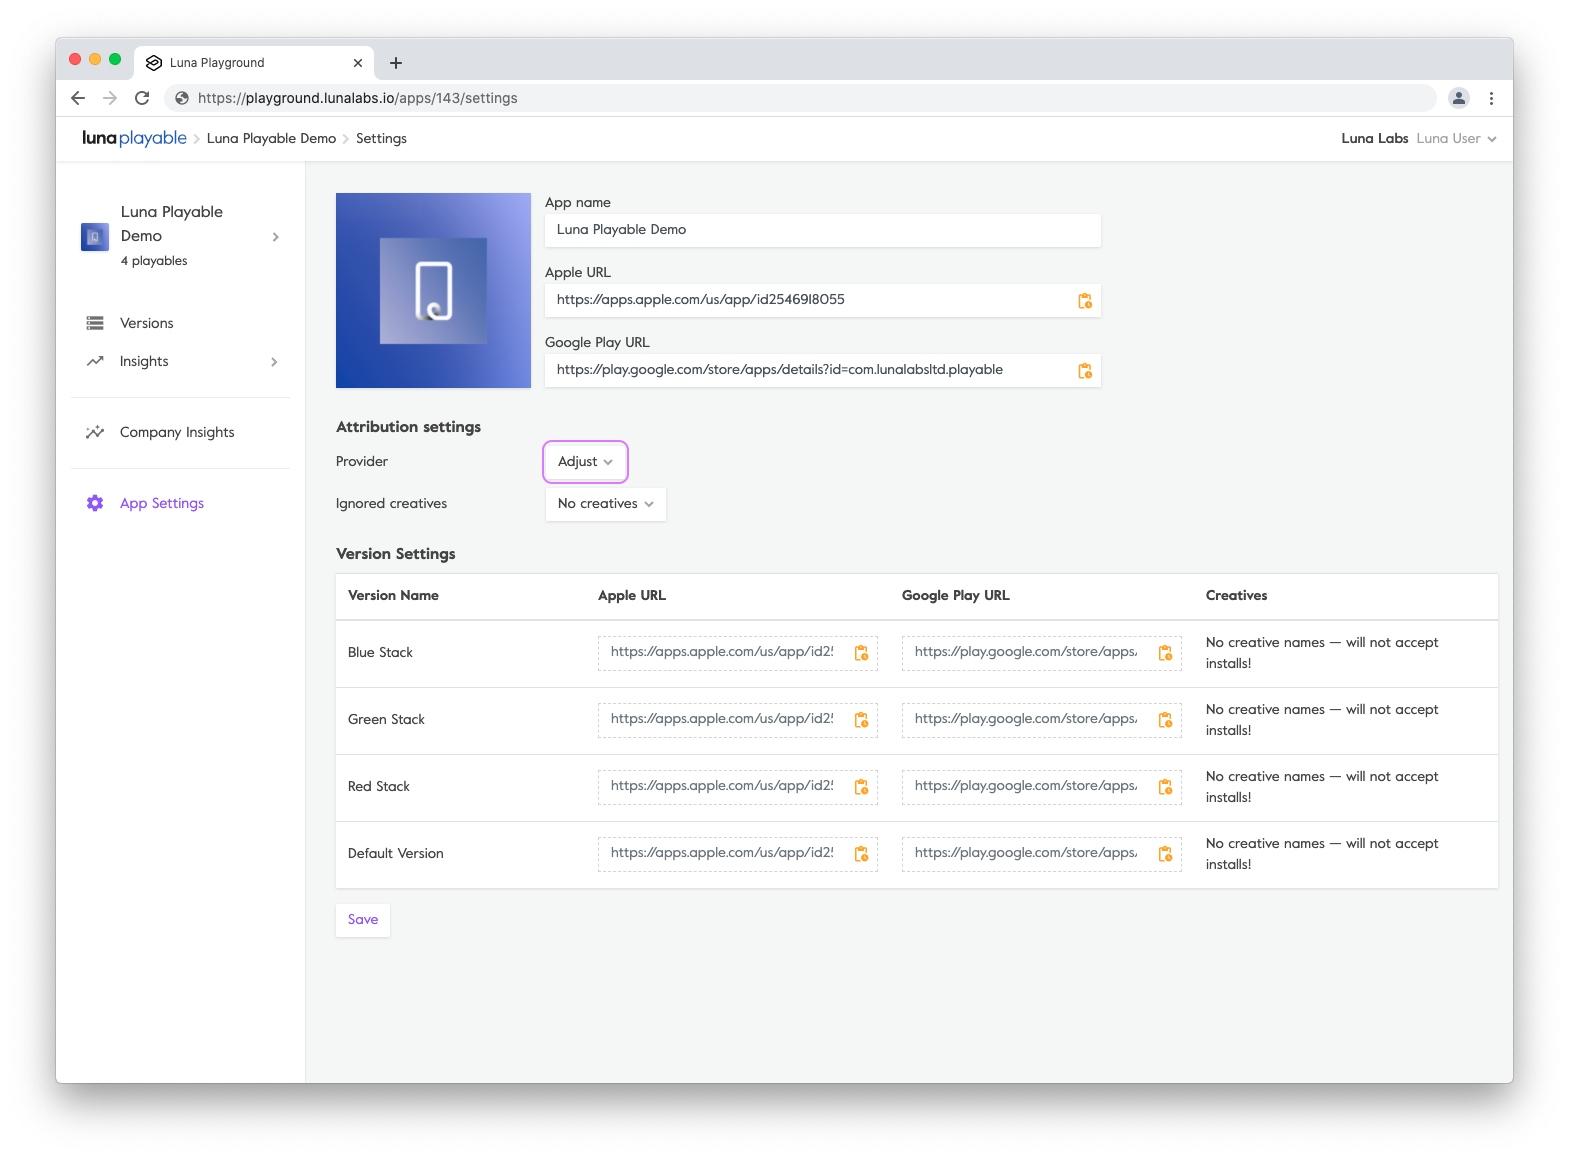 Luna Playground
https://playground.lunalabs.io/apps/143/settings
lunaplayable > Luna Playable Demo > Settings
Luna Labs Luna User
Luna Playable
Demo
4 playables
Versions
Insights
Company Insights
App Settings
App name
Luna Playable Demo
Apple URL
https://apps.apple.com/us/app/id2546918055
Google Play URL
https://play.google.com/store/apps/details?id=com.lunalabsltd.playable
Attribution settings
Provider Adjust
Ignored creatives No creatives
Version Settings
Version Name Apple URL Google Play URL Creatives
Blue Stack https://apps.apple.com/us/app/id25 https://play.google.com/store/apps/ No creative names — will not accept
installs!
Green Stack https://apps.apple.com/us/app/id25 https://play.google.com/store/apps/ No creative names — will not accept
installs!
Red Stack https://apps.apple.com/us/app/id25 https://play.google.com/store/apps/ No creative names — will not accept
installs!
Default Version https://apps.apple.com/us/app/id25 https://play.google.com/store/apps/ No creative names — will not accept
installs!
Save